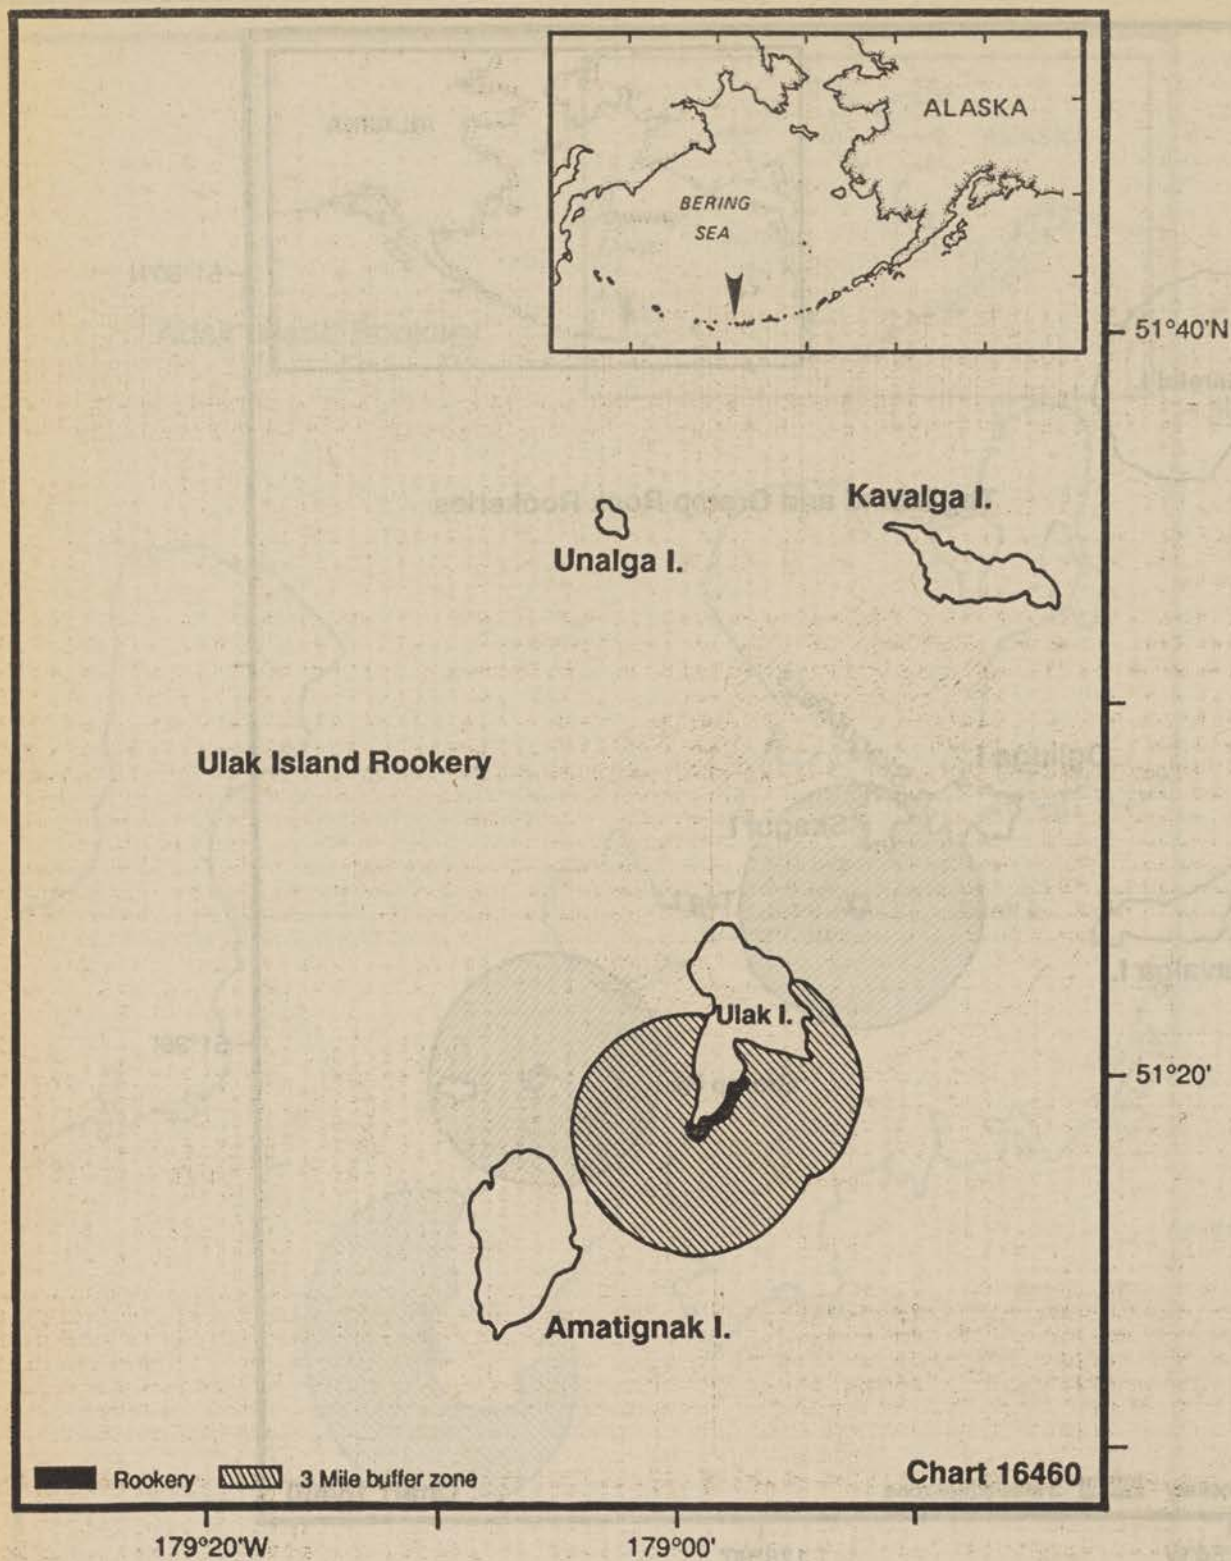 ALASKA
BERING
SEA
51°40'N
Kavalga I.
Unalga I.
Ulak Island Rookery
Ulak I.
51°20'
Amatignak I.
Rookery 3 Mile buffer zone
Chart 16460
179°20'W 179°00'